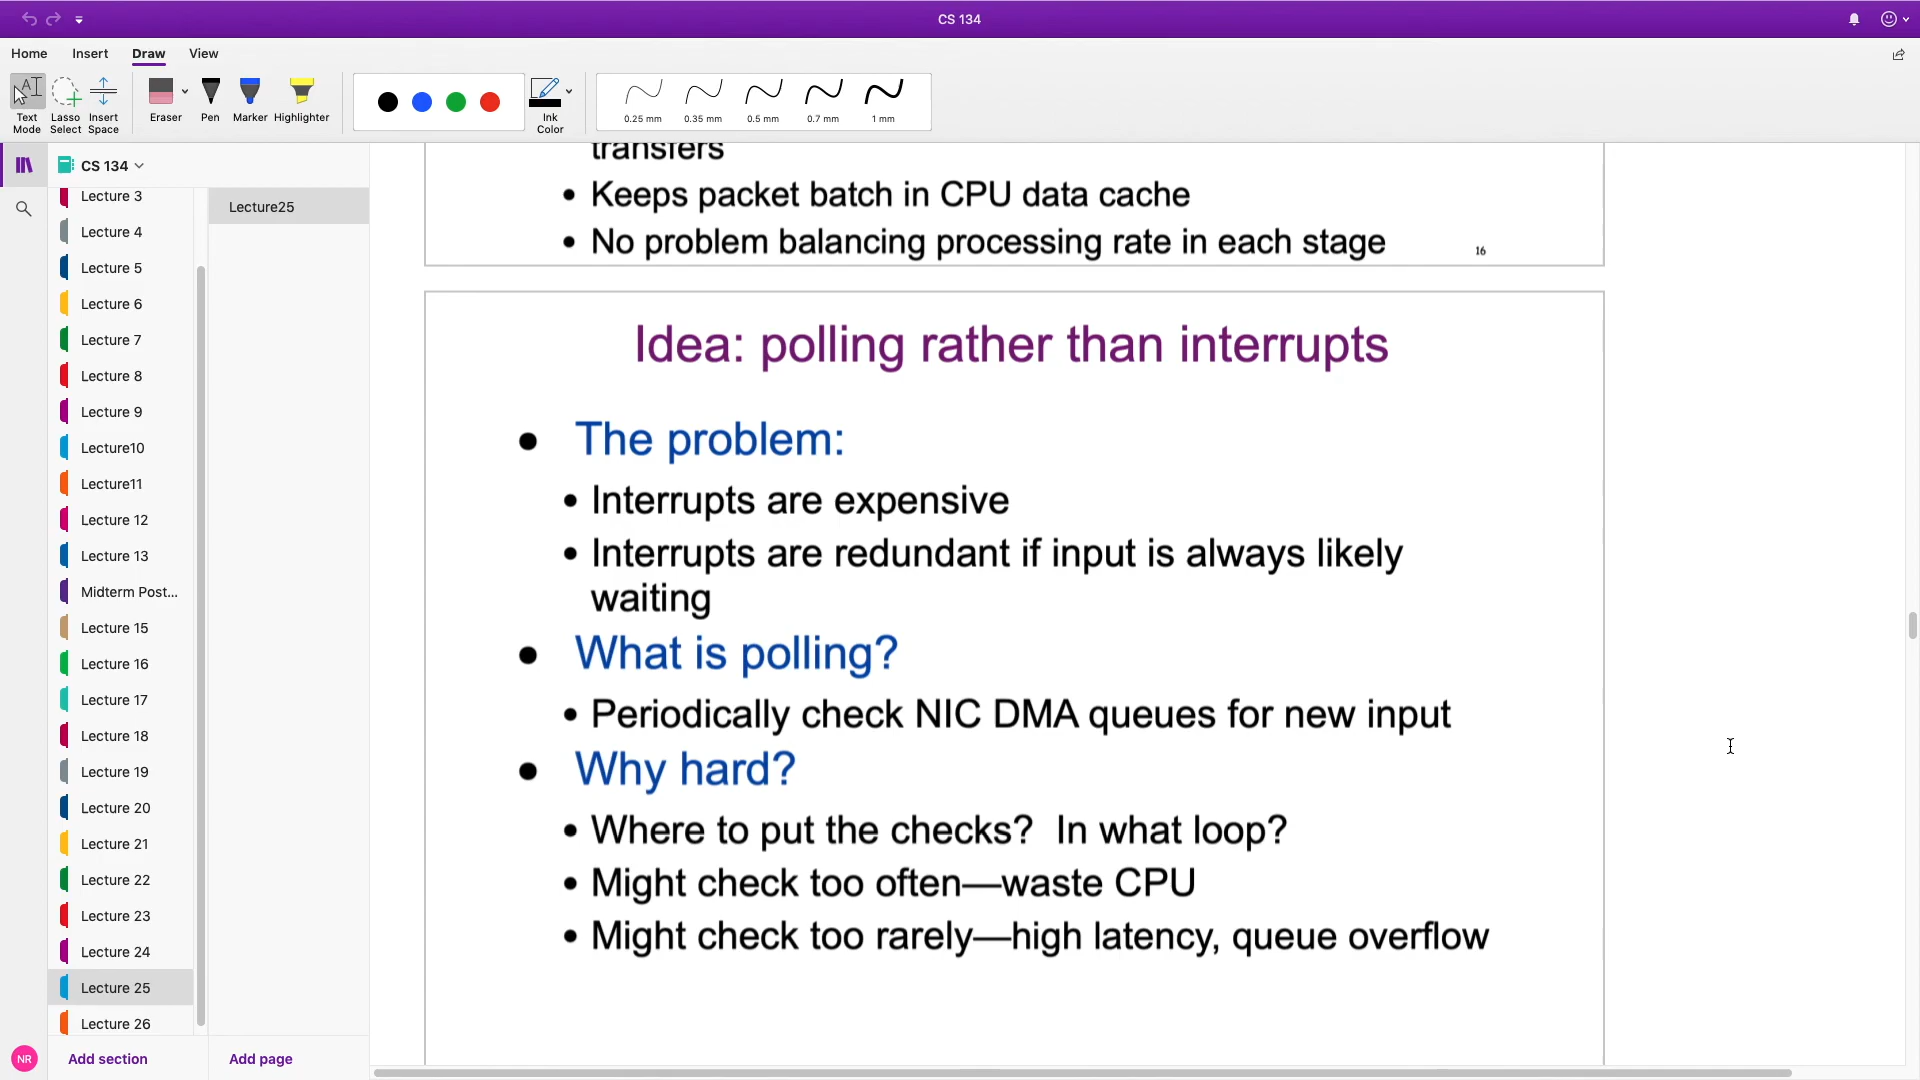 CS 134
Home Insert Draw View
Text Mode
Lasso Select
Insert Space
Eraser
Pen
Marker
Highlighter
Ink Color
0.25 mm
0.35 mm
0.5 mm
0.7 mm
1 mm
CS 134
Lecture 3
Lecture 4
Lecture 5
Lecture 6
Lecture 7
Lecture 8
Lecture 9
Lecture10
Lecture11
Lecture 12
Lecture 13
Midterm Post...
Lecture 15
Lecture 16
Lecture 17
Lecture 18
Lecture 19
Lecture 20
Lecture 21
Lecture 22
Lecture 23
Lecture 24
Lecture 25
Lecture 26
NR
Add section
Lecture25
Add page
transfers
• Keeps packet batch in CPU data cache
• No problem balancing processing rate in each stage
16
Idea: polling rather than interrupts
● The problem:
• Interrupts are expensive
• Interrupts are redundant if input is always likely
waiting
● What is polling?
• Periodically check NIC DMA queues for new input
● Why hard?
• Where to put the checks? In what loop?
• Might check too often—waste CPU
• Might check too rarely—high latency, queue overflow